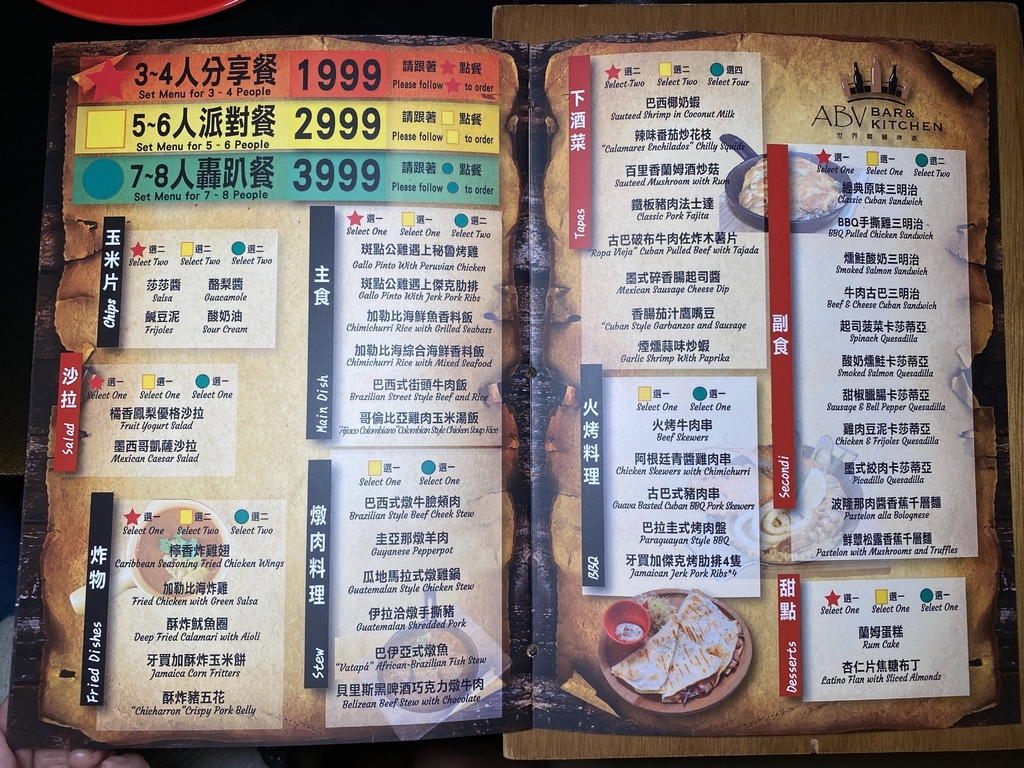 3~4人分享餐 1999 請跟著 點餐
Set Menu for 3 - 4 People Please follow to order
5~6人派對餐 2999 請跟著 點餐
Set Menu for 5 - 6 People Please follow to order
7~8人轟趴餐 3999 請跟著 點餐
Set Menu for 7 - 8 People Please follow to order
玉米片 Chips
選二 選二 選二
Select Two Select Two Select Two
莎莎醬 酪梨醬
Salsa Guacamole
鹹豆泥 酸奶油
Frijoles Sour Cream
沙拉 Salad
選一 選一 選一
Select One Select One Select One
橘香鳳梨優格沙拉
Fruit Yogurt Salad
墨西哥凱薩沙拉
Mexican Caesar Salad
炸物 Fried Dishes
選一 選二 選二
Select One Select Two Select Two
檸香炸雞翅
Caribbean Seasoning Fried Chicken Wings
加勒比海炸雞
Fried Chicken with Green Salsa
酥炸魷魚圈
Deep Fried Calamari with Aioli
牙買加酥炸玉米餅
Jamaica Corn Fritters
酥炸豬五花
"Chicharron"Crispy Pork Belly
主食 Main Dish
選一 選一 選二
Select One Select One Select Two
斑點公雞遇上秘魯烤雞
Gallo Pinto With Peruvian Chicken
斑點公雞遇上傑克肋排
Gallo Pinto With Jerk Pork Ribs
加勒比海鮮魚香料飯
Chimichurri Rice with Grilled Seabass
加勒比海綜合海鮮香料飯
Chimichurri Rice with Mixed Seafood
巴西式街頭牛肉飯
Brazilian Street Style Beef and Rice
哥倫比亞雞肉玉米湯飯
"Ajiaco Colombiano"Colombian Style Chicken Soup Rice
燉肉料理 Stew
選一 選一
Select One Select One
巴西式燉牛臉頰肉
Brazilian Style Beef Cheek Stew
圭亞那燉羊肉
Guyanese Pepperpot
瓜地馬拉式燉雞鍋
Guatemalan Style Chicken Stew
伊拉洽燉手撕豬
Guatemalan Shredded Pork
巴伊亞式燉魚
"Vatapá" African-Brazilian Fish Stew
貝里斯黑啤酒巧克力燉牛肉
Belizean Beef Stew with Chocolate
下酒菜 Tapas
選二 選二 選四
Select Two Select Two Select Four
巴西椰奶蝦
Sauteed Shrimp in Coconut Milk
辣味番茄炒花枝
"Calamares Enchilados" Chilly Squids
百里香蘭姆酒炒菇
Sauteed Mushroom with Rum
鐵板豬肉法士達
Classic Pork Fajita
古巴破布牛肉佐炸木薯片
"Ropa Vieja" Cuban Pulled Beef with Tajada
墨式碎香腸起司醬
Mexican Sausage Cheese Dip
香腸茄汁鷹嘴豆
"Cuban Style Garbanzos and Sausage
煙燻蒜味炒蝦
Garlic Shrimp With Paprika
火烤料理 BBQ
選一 選一
Select One Select One
火烤牛肉串
Beef Skewers
阿根廷青醬雞肉串
Chicken Skewers with Chimichurri
古巴式豬肉串
Guava Basted Cuban BBQ Pork Skewers
巴拉圭式烤肉盤
Paraguayan Style BBQ
牙買加傑克烤肋排4隻
Jamaican Jerk Pork Ribs*4
ABV BAR & KITCHEN
副食 Secondi
選一 選一 選二
Select One Select One Select Two
經典原味三明治
Classic Cuban Sandwich
BBQ手撕雞三明治
BBQ Pulled Chicken Sandwich
燻鮭酸奶三明治
Smoked Salmon Sandwich
牛肉古巴三明治
Beef & Cheese Cuban Sandwich
起司菠菜卡莎蒂亞
Spinach Quesadilla
酸奶燻鮭卡莎蒂亞
Smoked Salmon Quesadilla
甜椒臘腸卡莎蒂亞
Sausage & Bell Pepper Quesadilla
雞肉豆泥卡莎蒂亞
Chicken & Frijoles Quesadilla
墨式絞肉卡莎蒂亞
Picadillo Quesadilla
波隆那肉醬香蕉千層麵
Pastelon alla Bolognese
鮮蕈松露香蕉千層麵
Pastelon with Mushrooms and Truffles
甜點 Desserts
選一 選一 選一
Select One Select One Select One
蘭姆蛋糕
Rum Cake
杏仁片焦糖布丁
Latino Flan with Sliced Almonds